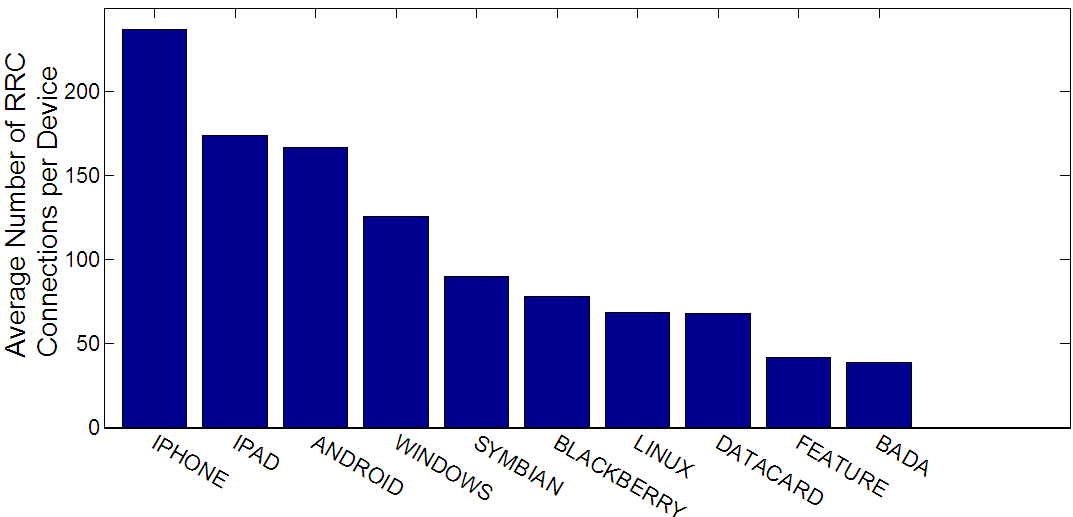 Average Number of RRC
Connections per Device
200
150
100
50
0
IPHONE
IPAD
ANDROID
WINDOWS
SYMBIAN
BLACKBERRY
LINUX
DATACARD
FEATURE
BADA